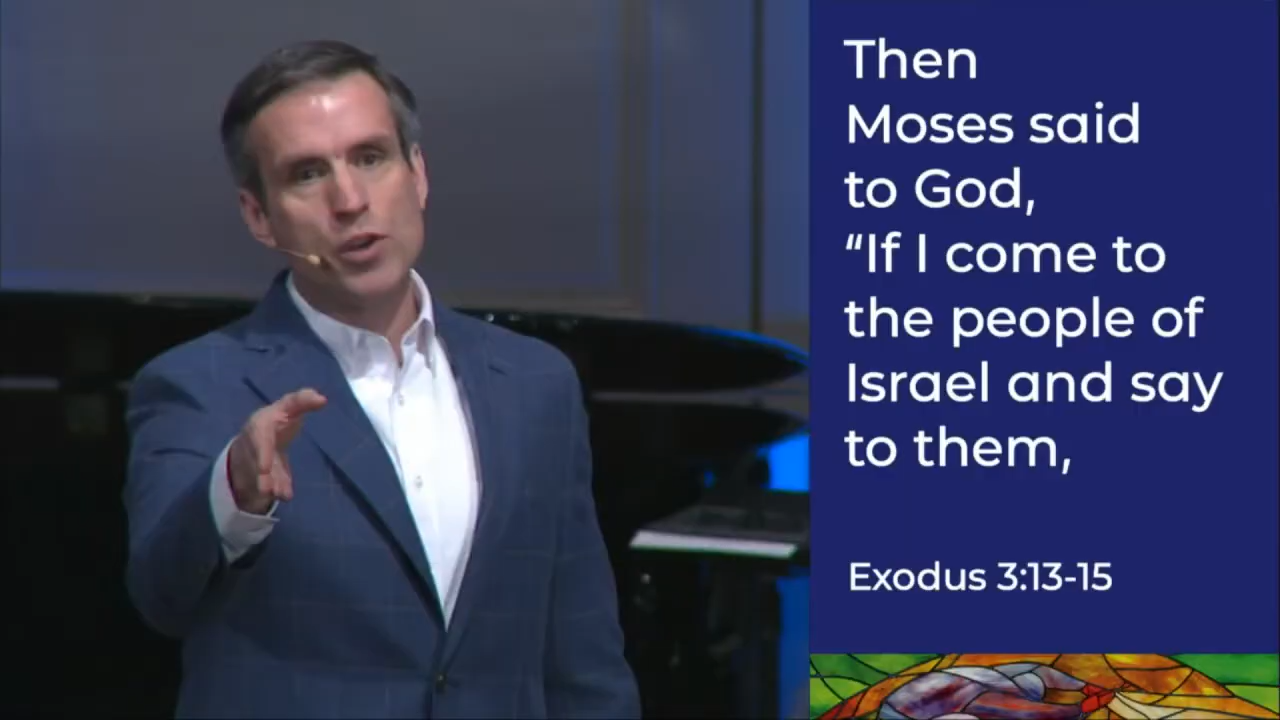 Then
Moses said
to God,
“If I come to
the people of
Israel and say
to them,
Exodus 3:13-15